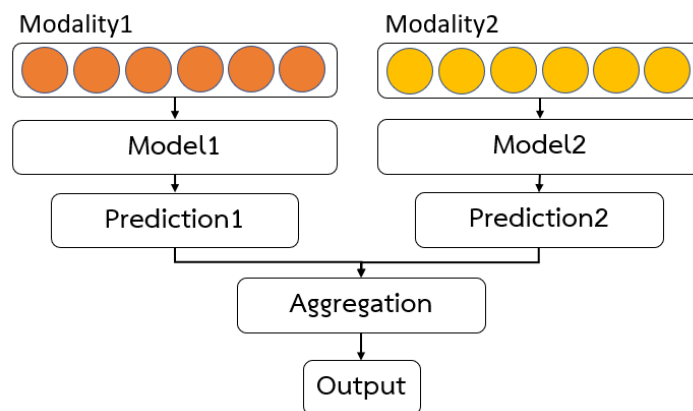 Modality1
Modality2
Model1
Model2
Prediction1
Prediction2
Aggregation
Output